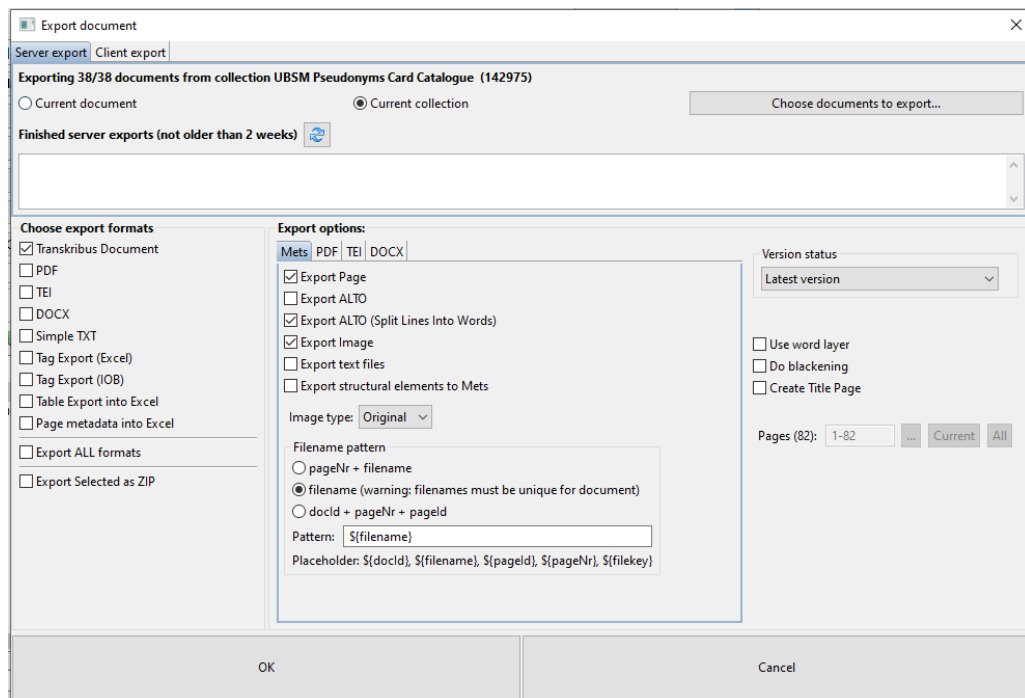 Export document
Server export Client export
Exporting 38/38 documents from collection UBSM Pseudonyms Card Catalogue (142975)
Current document Current collection Choose documents to export...
Finished server exports (not older than 2 weeks)
Choose export formats
Transkribus Document
PDF
TEI
DOCX
Simple TXT
Tag Export (Excel)
Tag Export (IOB)
Table Export into Excel
Page metadata into Excel
Export ALL formats
Export Selected as ZIP
Export options:
Mets PDF TEI DOCX
Export Page
Export ALTO
Export ALTO (Split Lines Into Words)
Export Image
Export text files
Export structural elements to Mets
Image type: Original
Filename pattern
pageNr + filename
filename (warning: filenames must be unique for document)
docId + pageNr + pageId
Pattern: ${filename}
Placeholder: ${docId}, ${filename}, ${pageId}, ${pageNr}, ${filekey}
Version status
Latest version
Use word layer
Do blackening
Create Title Page
Pages (82): 1-82 ... Current All
OK Cancel